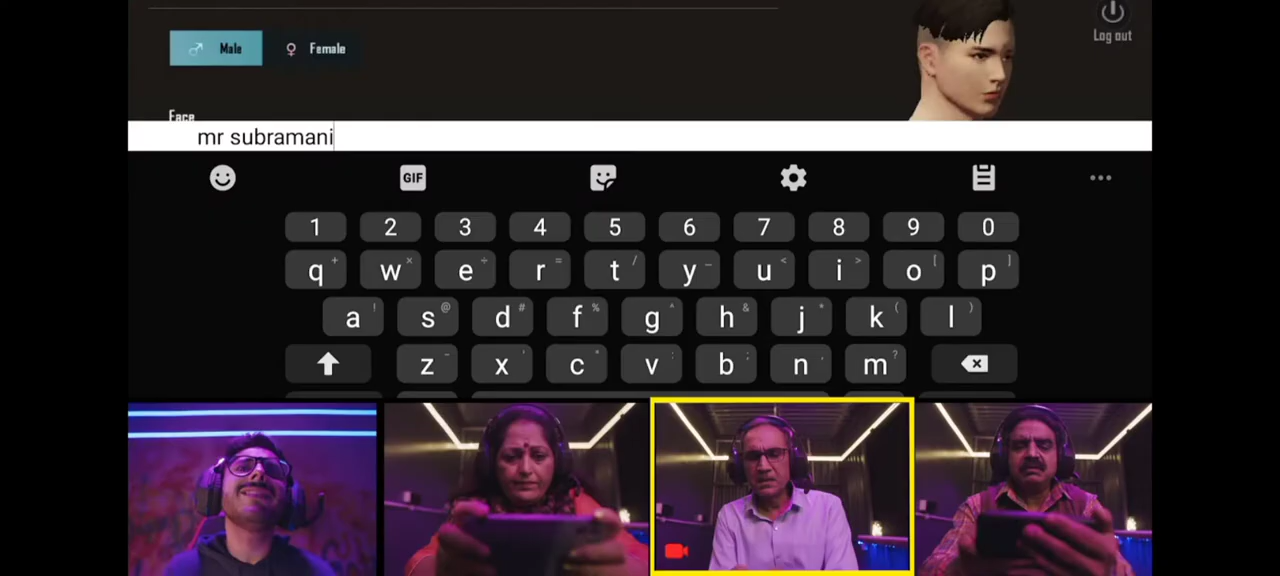 Male
Female
Log out
Face
mr subramani
GIF
1 2 3 4 5 6 7 8 9 0
q + w × e ÷ r = t / y _ u < i > o [ p ]
a ! s @ d # f % g ^ h & j * k ( l )
z - x ' c " v : b ; n , m ?